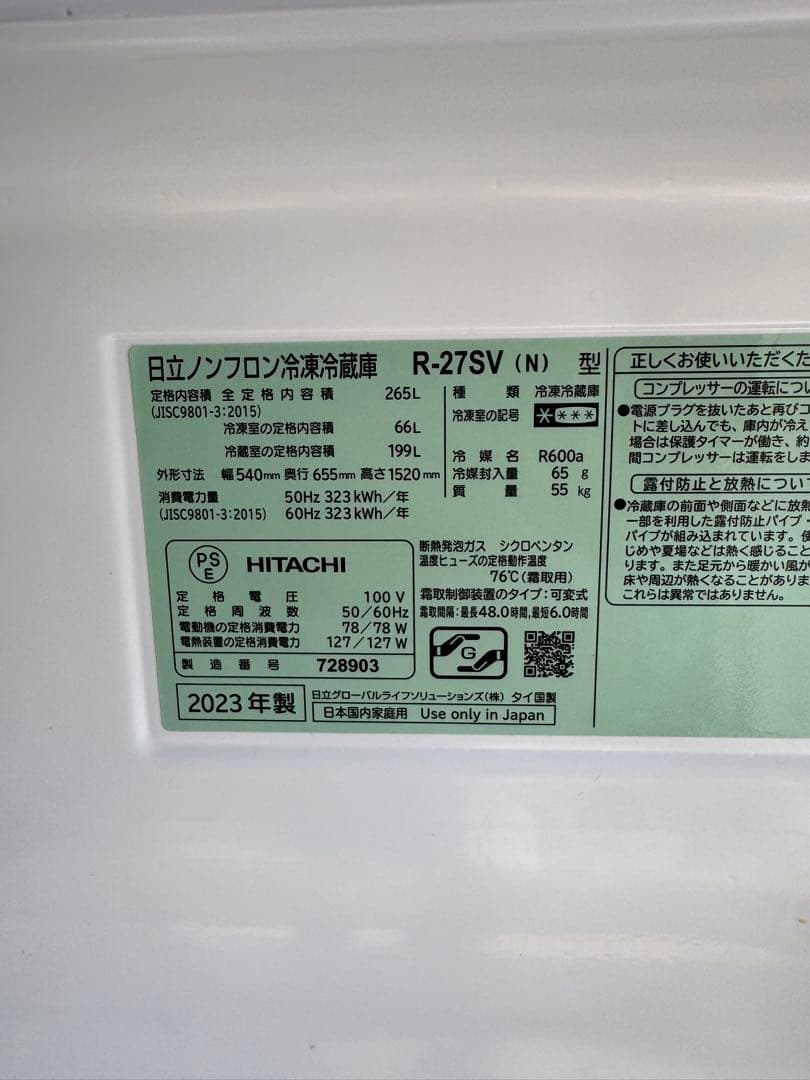 日立ノンフロン冷凍冷蔵庫 R-27SV (N) 型
定格内容積 全定格内容積 265L
(JISC9801-3:2015)
冷凍室の定格内容積 66L
冷蔵室の定格内容積 199L
外形寸法 幅540mm 奥行655mm 高さ1520mm
消費電力量 50Hz 323kWh/年
(JISC9801-3:2015) 60Hz 323kWh/年
種類 冷凍冷蔵庫
冷凍室の記号 ****
冷媒名 R600a
冷媒封入量 65 g
質量 55 kg
PSE HITACHI
定格電圧 100 V
定格周波数 50/60Hz
電動機の定格消費電力 78/78 W
電熱装置の定格消費電力 127/127 W
製造番号 728903
断熱発泡ガス シクロペンタン
温度ヒューズの定格動作温度
76℃(霜取用)
霜取制御装置のタイプ:可変式
霜取間隔:最長48.0時間,最短6.0時間
G
2023年製
日立グローバルライフソリューションズ(株) タイ国製
日本国内家庭用 Use only in Japan
正しくお使いいただくた
コンプレッサーの運転につい
●電源プラグを抜いたあと再びコ
トに差し込んでも、庫内が冷え
場合は保護タイマーが働き、約
間コンプレッサーは運転をしま
露付防止と放熱について
●冷蔵庫の前面や側面などに放熱
一部を利用した露付防止パイプ・
パイプが組み込まれています。使
じめや夏場などは熱く感じること
ります。また足元から暖かい風が
床や周辺が熱くなることがありま
これらは異常ではありません。